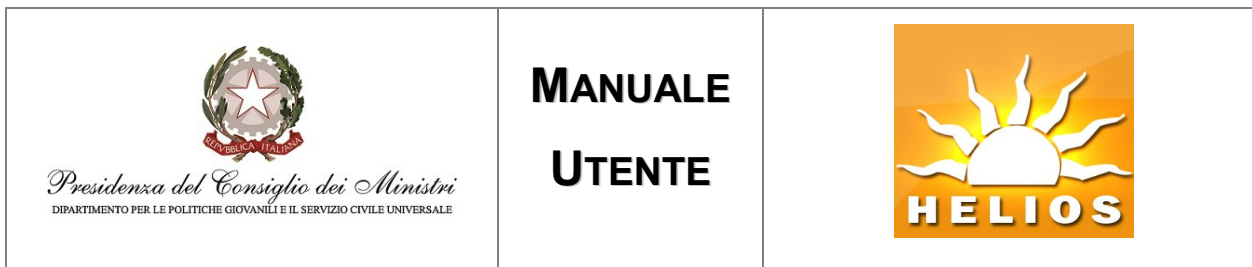 REPVBBLICA ITALIANA
Presidenza del Consiglio dei Ministri
DIPARTIMENTO PER LE POLITICHE GIOVANILI E IL SERVIZIO CIVILE UNIVERSALE
MANUALE
UTENTE
HELIOS